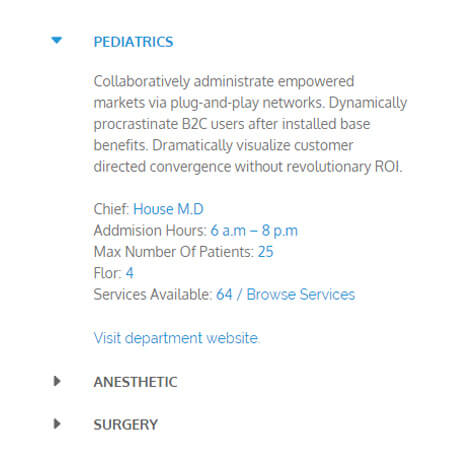 PEDIATRICS
Collaboratively administrate empowered
markets via plug-and-play networks. Dynamically
procrastinate B2C users after installed base
benefits. Dramatically visualize customer
directed convergence without revolutionary ROI.
Chief: House M.D
Addmision Hours: 6 a.m – 8 p.m
Max Number Of Patients: 25
Flor: 4
Services Available: 64 / Browse Services
Visit department website.
ANESTHETIC
SURGERY